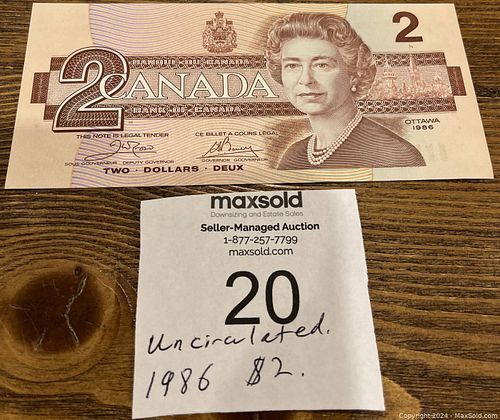 2
BANQUE • DU • CANADA
2 CANADA
BANK • OF • CANADA
THIS NOTE IS LEGAL TENDER
CE BILLET A COURS LÉGAL
OTTAWA
1986
SOUS-GOUVERNEUR DEPUTY GOVERNOR
GOUVERNEUR GOVERNOR
TWO • DOLLARS • DEUX
maxsold
Downsizing and Estate Sales
Seller-Managed Auction
1-877-257-7799
maxsold.com
20
Uncirculated.
1986 $2.
Copyright 2024 - MaxSold.com